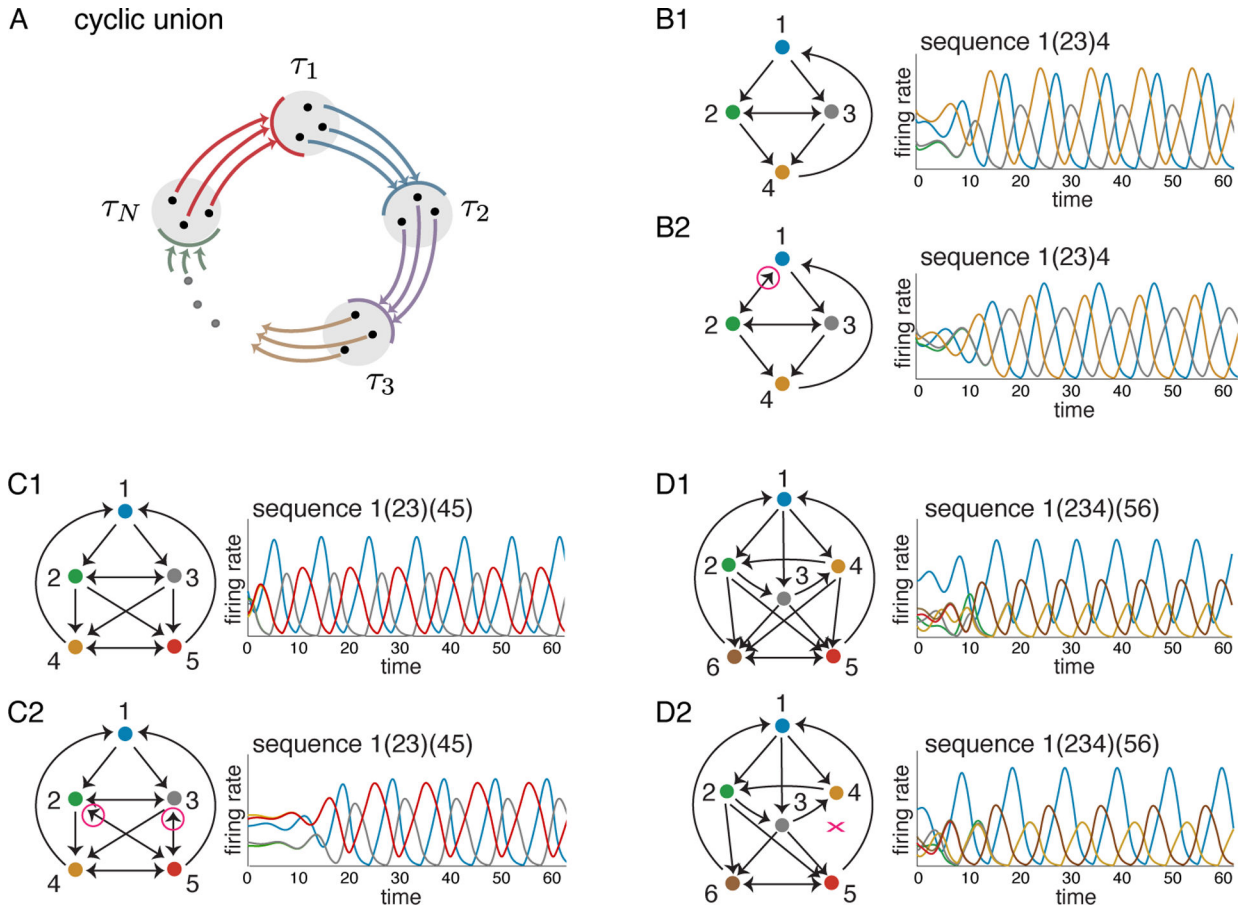 A cyclic union
τ1
τ2
τ3
τN
B1
1
2
3
4
sequence 1(23)4
firing rate
0 10 20 30 40 50 60
time
B2
1
2
3
4
sequence 1(23)4
firing rate
0 10 20 30 40 50 60
time
C1
1
2
3
4
5
sequence 1(23)(45)
firing rate
0 10 20 30 40 50 60
time
C2
1
2
3
4
5
sequence 1(23)(45)
firing rate
0 10 20 30 40 50 60
time
D1
1
2
3
4
6
5
sequence 1(234)(56)
firing rate
0 10 20 30 40 50 60
time
D2
1
2
3
4
6
5
sequence 1(234)(56)
firing rate
0 10 20 30 40 50 60
time